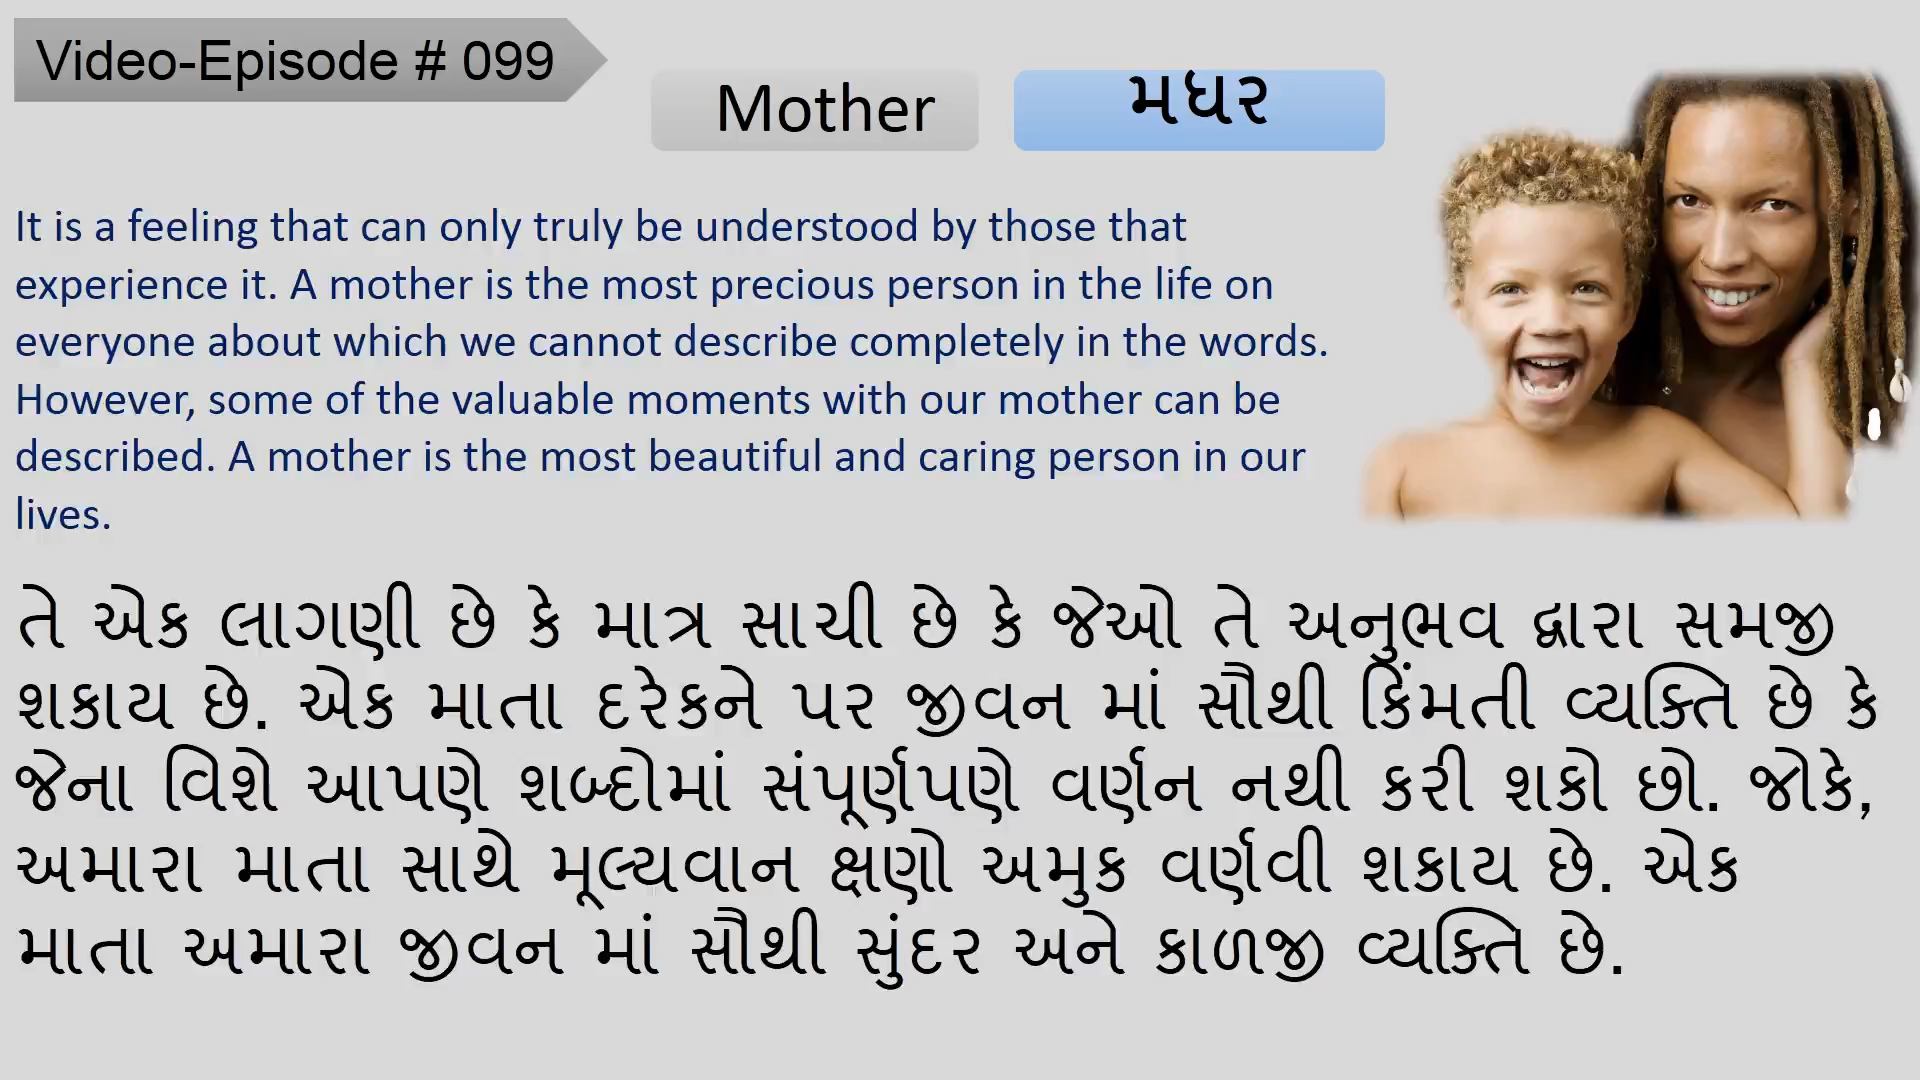 Video-Episode # 099
Mother
મધર
It is a feeling that can only truly be understood by those that
experience it. A mother is the most precious person in the life on
everyone about which we cannot describe completely in the words.
However, some of the valuable moments with our mother can be
described. A mother is the most beautiful and caring person in our
lives.
તે એક લાગણી છે કે માત્ર સાચી છે કે જેઓ તે અનુભવ દ્વારા સમજી
શકાય છે. એક માતા દરેકને પર જીવન માં સૌથી કિંમતી વ્યક્તિ છે કે
જેના વિશે આપણે શબ્દોમાં સંપૂર્ણપણે વર્ણન નથી કરી શકો છો. જોકે,
અમારા માતા સાથે મૂલ્યવાન ક્ષણો અમુક વર્ણવી શકાય છે. એક
માતા અમારા જીવન માં સૌથી સુંદર અને કાળજી વ્યક્તિ છે.